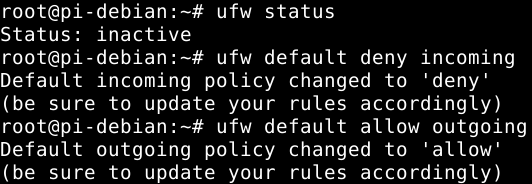 root@pi-debian:~# ufw status
Status: inactive
root@pi-debian:~# ufw default deny incoming
Default incoming policy changed to 'deny'
(be sure to update your rules accordingly)
root@pi-debian:~# ufw default allow outgoing
Default outgoing policy changed to 'allow'
(be sure to update your rules accordingly)